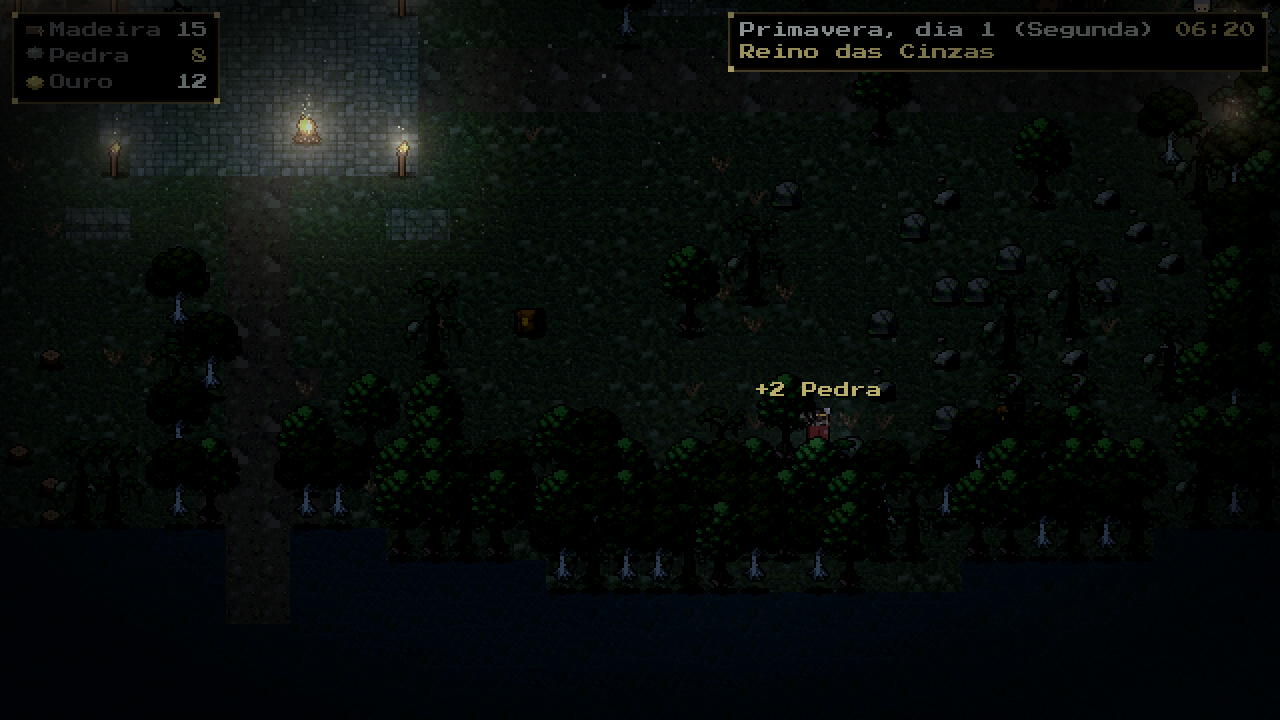 Madeira 15
Pedra 8
Ouro 12
Primavera, dia 1 (Segunda) 06:20
Reino das Cinzas
+2 Pedra